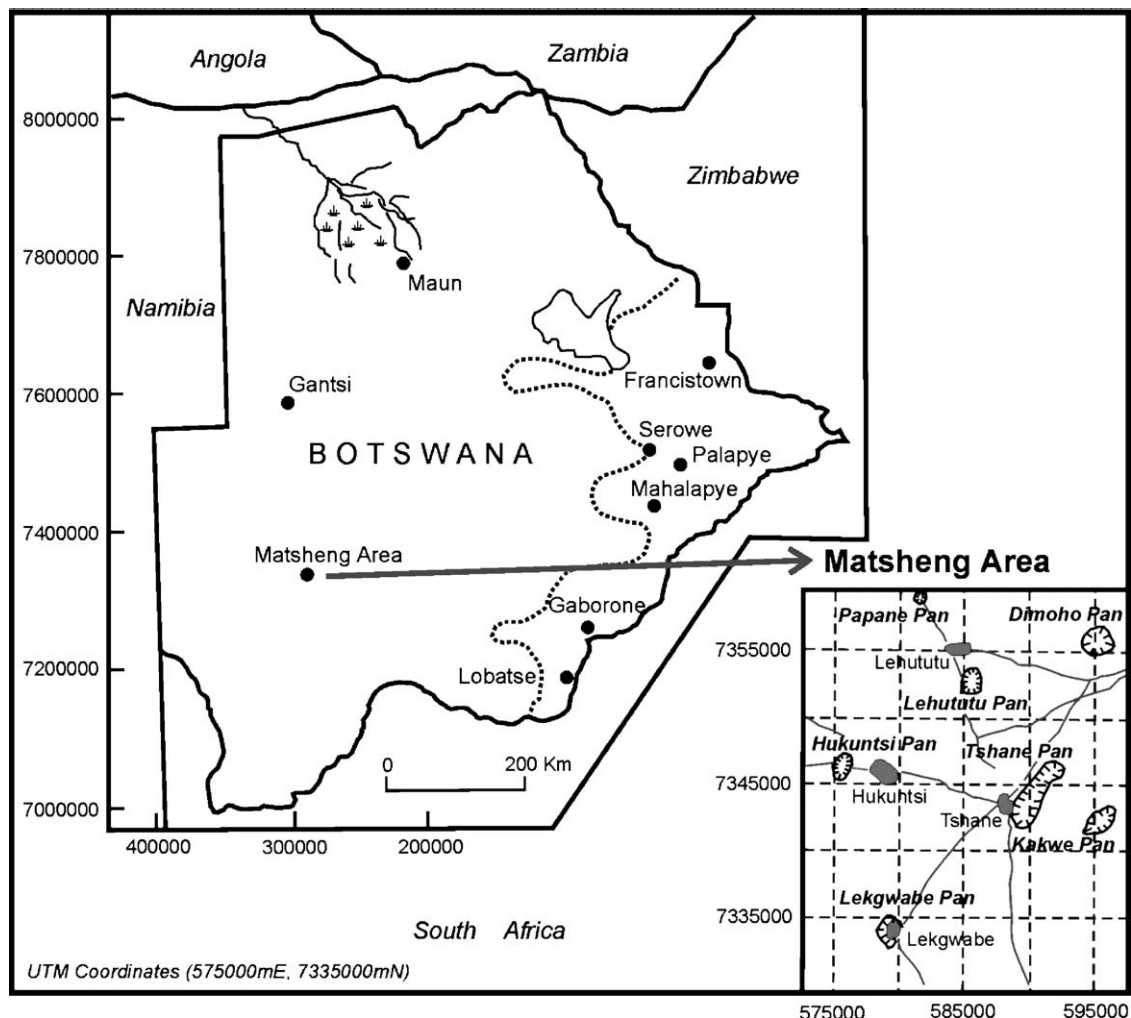 Angola
Zambia
8000000
Zimbabwe
7800000
Maun
Namibia
Francistown
Gantsi
7600000
Serowe
BOTSWANA
Palapye
Mahalapye
7400000
Matsheng Area
Matsheng Area
Gaborone
7200000
Lobatse
0 200 Km
7000000
400000 300000 200000
South Africa
UTM Coordinates (575000mE, 7335000mN)
Papane Pan
Dimoho Pan
7355000
Lehututu
Lehututu Pan
Hukuntsi Pan
Tshane Pan
7345000
Hukuntsi
Tshane
Kakwe Pan
Lekgwabe Pan
7335000
Lekgwabe
575000 585000 595000